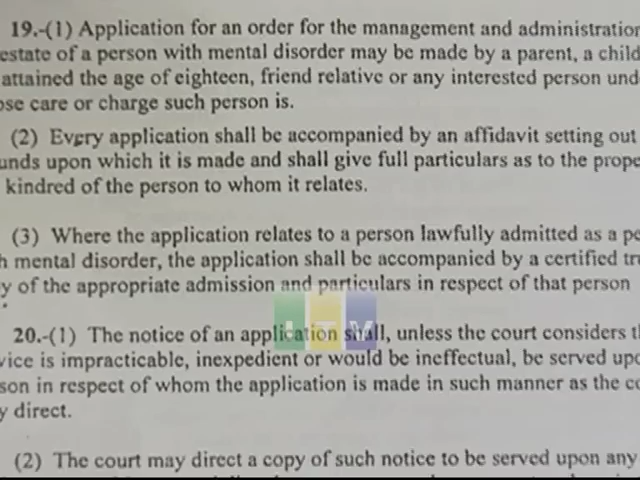 19.-(1) Application for an order for the management and administration
estate of a person with mental disorder may be made by a parent, a child
attained the age of eighteen, friend relative or any interested person und
ose care or charge such person is.
(2) Every application shall be accompanied by an affidavit setting out
unds upon which it is made and shall give full particulars as to the prope
kindred of the person to whom it relates.
(3) Where the application relates to a person lawfully admitted as a pe
h mental disorder, the application shall be accompanied by a certified tru
y of the appropriate admission and particulars in respect of that person
20.-(1) The notice of an application shall, unless the court considers th
vice is impracticable, inexpedient or would be ineffectual, be served upo
son in respect of whom the application is made in such manner as the co
y direct.
(2) The court may direct a copy of such notice to be served upon any